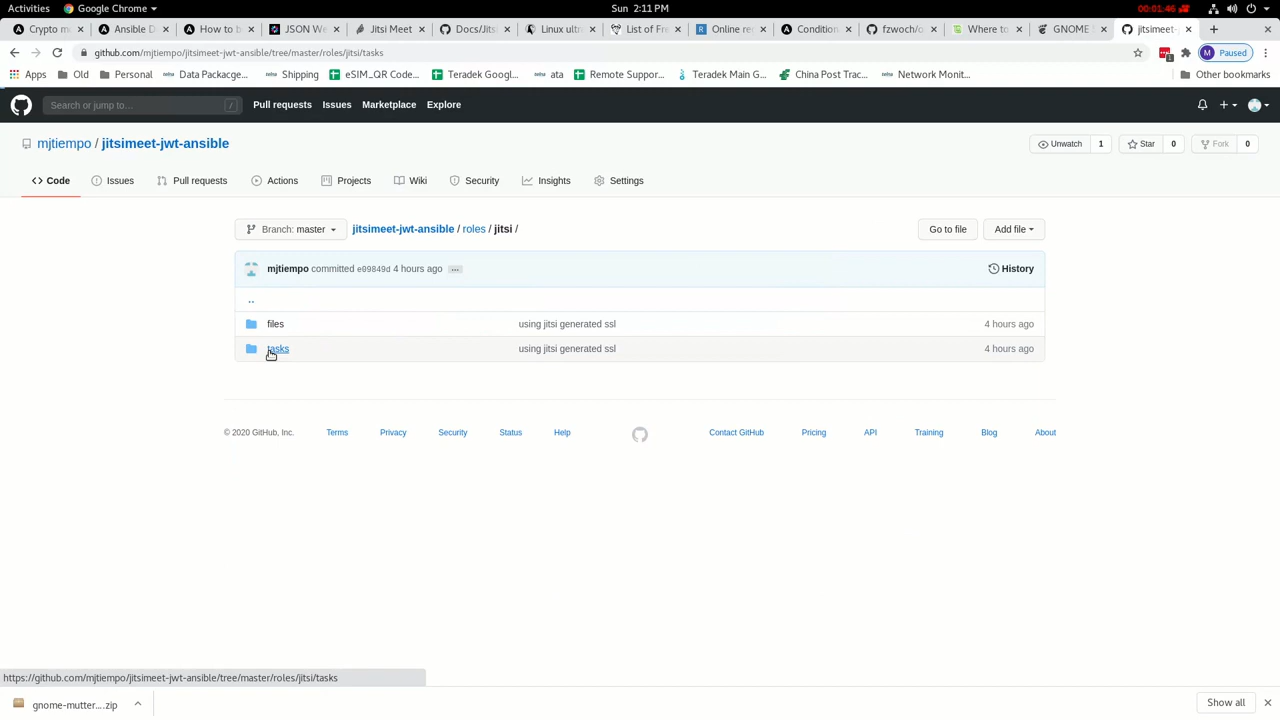 Activities Google Chrome Sun 2:11 PM 00:01:46
Crypto m Ansible D How to b JSON We Jitsi Meet Docs/Jits Linux ultr List of Fr Online re Condition fzwoch/o Where to GNOME jitsimeet-
github.com/mjtiempo/jitsimeet-jwt-ansible/tree/master/roles/jitsi/tasks 1 M Paused
Apps Old Personal Data Packagge... Shipping eSIM_QR Code... Teradek Googl... ata Remote Suppor... Teradek Main G... China Post Trac... Network Monit... Other bookmarks
Search or jump to... / Pull requests Issues Marketplace Explore
mjtiempo / jitsimeet-jwt-ansible Unwatch 1 Star 0 Fork 0
Code Issues Pull requests Actions Projects Wiki Security Insights Settings
Branch: master jitsimeet-jwt-ansible / roles / jitsi / Go to file Add file
mjtiempo committed e09849d 4 hours ago ... History
..
files using jitsi generated ssl 4 hours ago
tasks using jitsi generated ssl 4 hours ago
© 2020 GitHub, Inc. Terms Privacy Security Status Help Contact GitHub Pricing API Training Blog About
https://github.com/mjtiempo/jitsimeet-jwt-ansible/tree/master/roles/jitsi/tasks
gnome-mutter....zip Show all